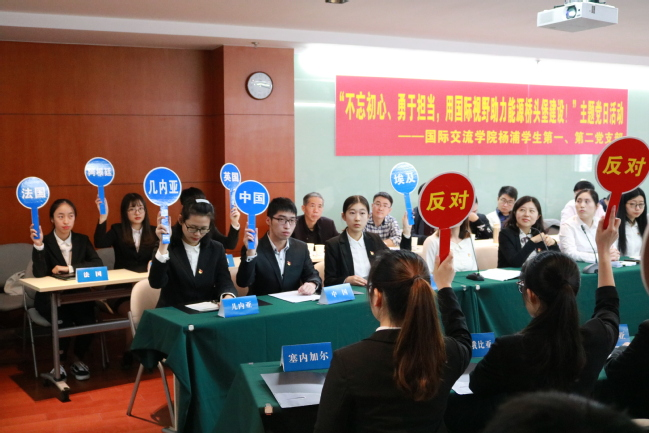 “不忘初心、勇于担当，用国际视野助力能源桥头堡建设！”主题党日活动
——国际交流学院杨浦学生第一、第二党支部
法国
几内亚
英国
中国
埃及
反对
反对
法国
几内亚
中国
塞内加尔